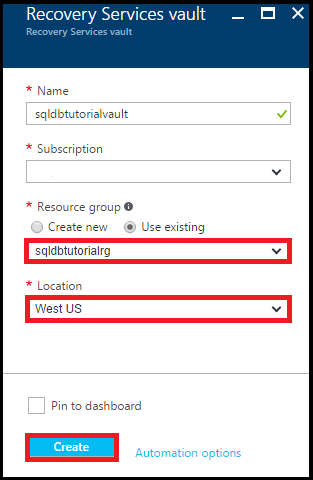 Recovery Services vault
Recovery Services vault
* Name
sqldbtutorialvault
* Subscription
* Resource group
Create new Use existing
sqldbtutorialrg
* Location
West US
Pin to dashboard
Create Automation options